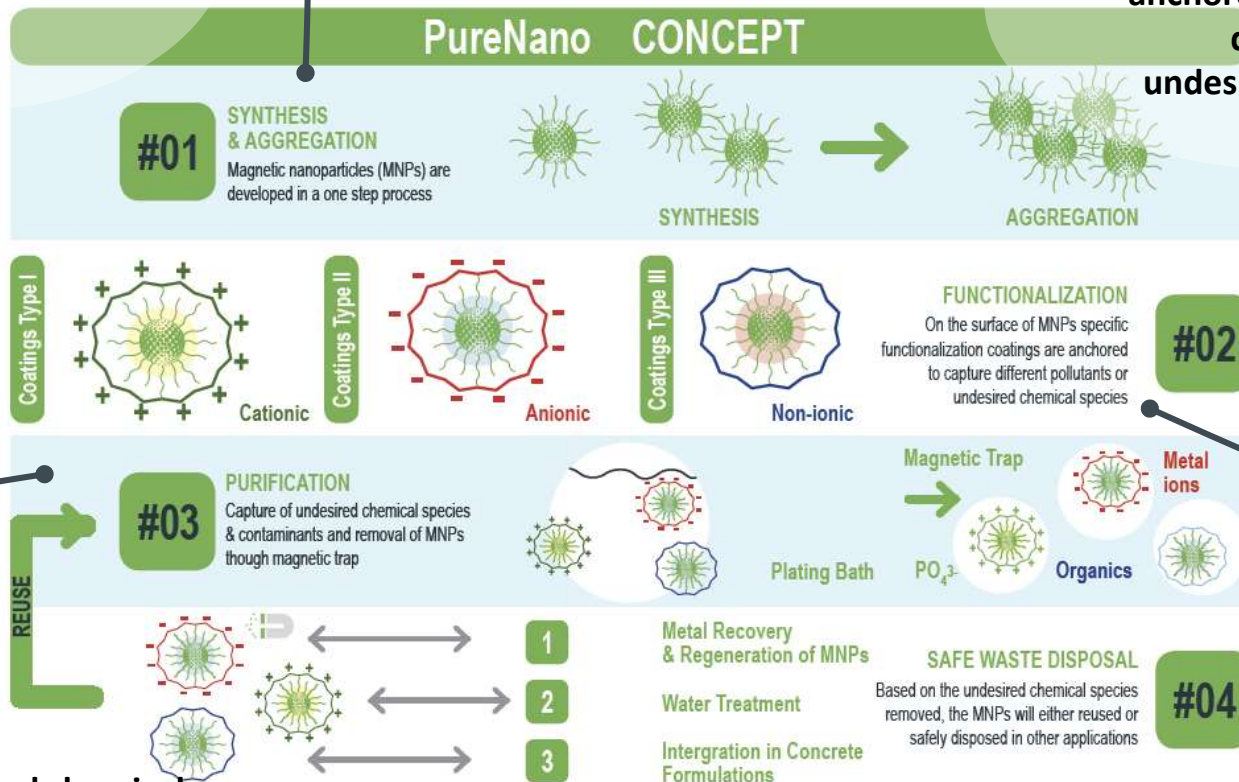 anchor
undes
PureNano CONCEPT
#01
SYNTHESIS
& AGGREGATION
Magnetic nanoparticles (MNPs) are
developed in a one step process
SYNTHESIS
AGGREGATION
Coatings Type I
Cationic
Coatings Type II
Anionic
Coatings Type III
Non-ionic
FUNCTIONALIZATION
On the surface of MNPs specific
functionalization coatings are anchored
to capture different pollutants or
undesired chemical species
#02
#03
PURIFICATION
Capture of undesired chemical species
& contaminants and removal of MNPs
though magnetic trap
Plating Bath
Magnetic Trap
Metal
ions
PO₄³⁻
Organics
REUSE
1
Metal Recovery
& Regeneration of MNPs
2
Water Treatment
3
Intergration in Concrete
Formulations
SAFE WASTE DISPOSAL
Based on the undesired chemical species
removed, the MNPs will either reused or
safely disposed in other applications
#04